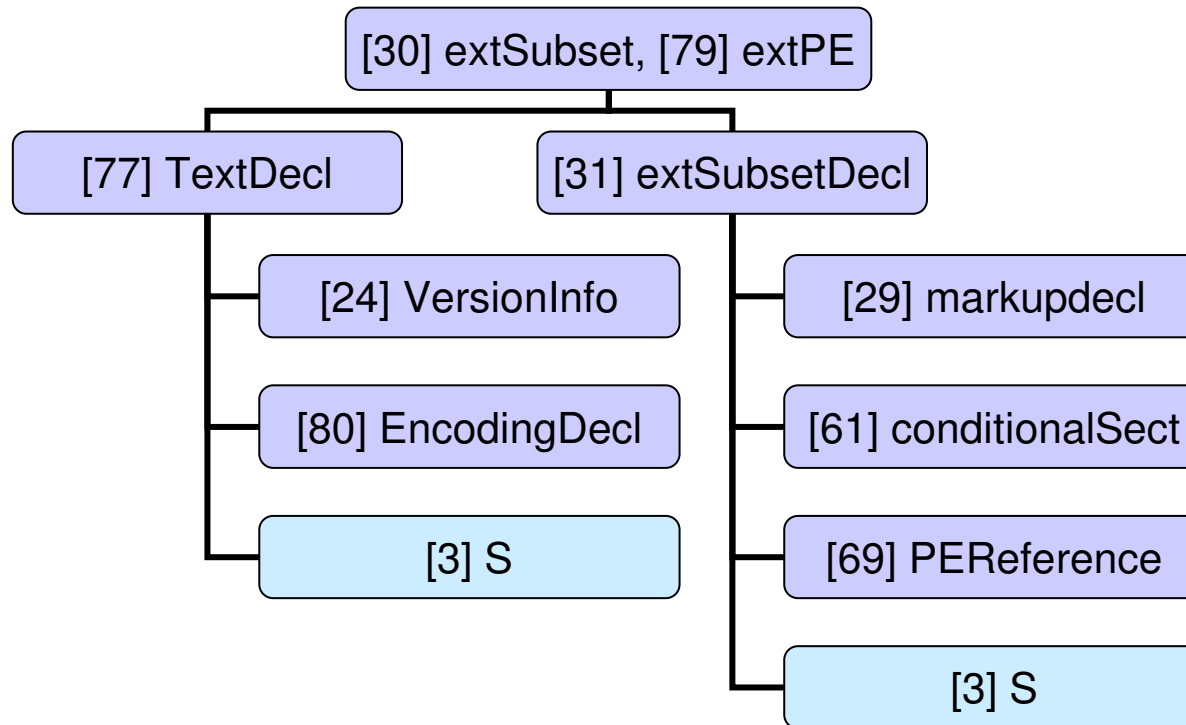 [30] extSubset, [79] extPE
[77] TextDecl
[31] extSubsetDecl
[24] VersionInfo
[29] markupdecl
[80] EncodingDecl
[61] conditionalSect
[3] S
[69] PEReference
[3] S